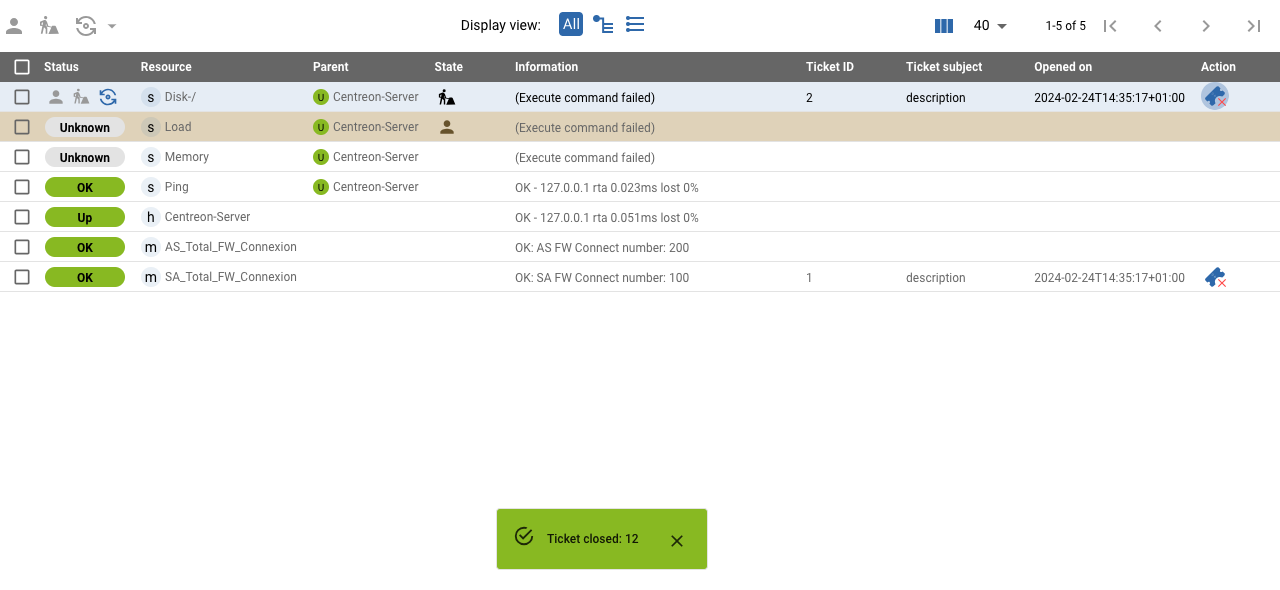 Display view: All 40 1-5 of 5
Status Resource Parent State Information Ticket ID Ticket subject Opened on Action
s Disk-/ U Centreon-Server (Execute command failed) 2 description 2024-02-24T14:35:17+01:00
Unknown s Load U Centreon-Server (Execute command failed)
Unknown s Memory U Centreon-Server (Execute command failed)
OK s Ping U Centreon-Server OK - 127.0.0.1 rta 0.023ms lost 0%
Up h Centreon-Server OK - 127.0.0.1 rta 0.051ms lost 0%
OK m AS_Total_FW_Connexion OK: AS FW Connect number: 200
OK m SA_Total_FW_Connexion OK: SA FW Connect number: 100 1 description 2024-02-24T14:35:17+01:00
Ticket closed: 12